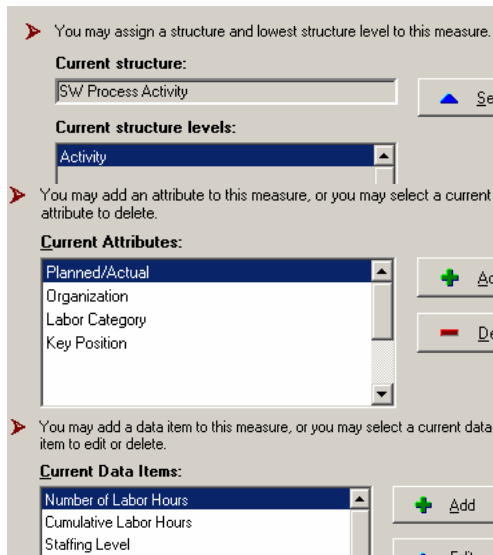 You may assign a structure and lowest structure level to this measure.
Current structure:
SW Process Activity
Current structure levels:
Activity
You may add an attribute to this measure, or you may select a current
attribute to delete.
Current Attributes:
Planned/Actual
Organization
Labor Category
Key Position
You may add a data item to this measure, or you may select a current data
item to edit or delete.
Current Data Items:
Number of Labor Hours
Add
Cumulative Labor Hours
Staffing Level